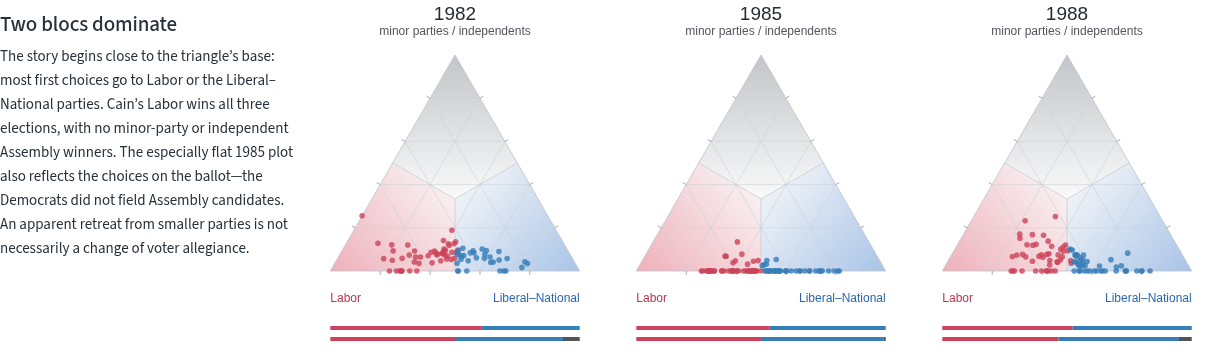 Two blocs dominate
The story begins close to the triangle’s base:
most first choices go to Labor or the Liberal–
National parties. Cain’s Labor wins all three
elections, with no minor-party or independent
Assembly winners. The especially flat 1985 plot
also reflects the choices on the ballot—the
Democrats did not field Assembly candidates.
An apparent retreat from smaller parties is not
necessarily a change of voter allegiance.
1982
minor parties / independents
Labor
Liberal–National
1985
minor parties / independents
Labor
Liberal–National
1988
minor parties / independents
Labor
Liberal–National